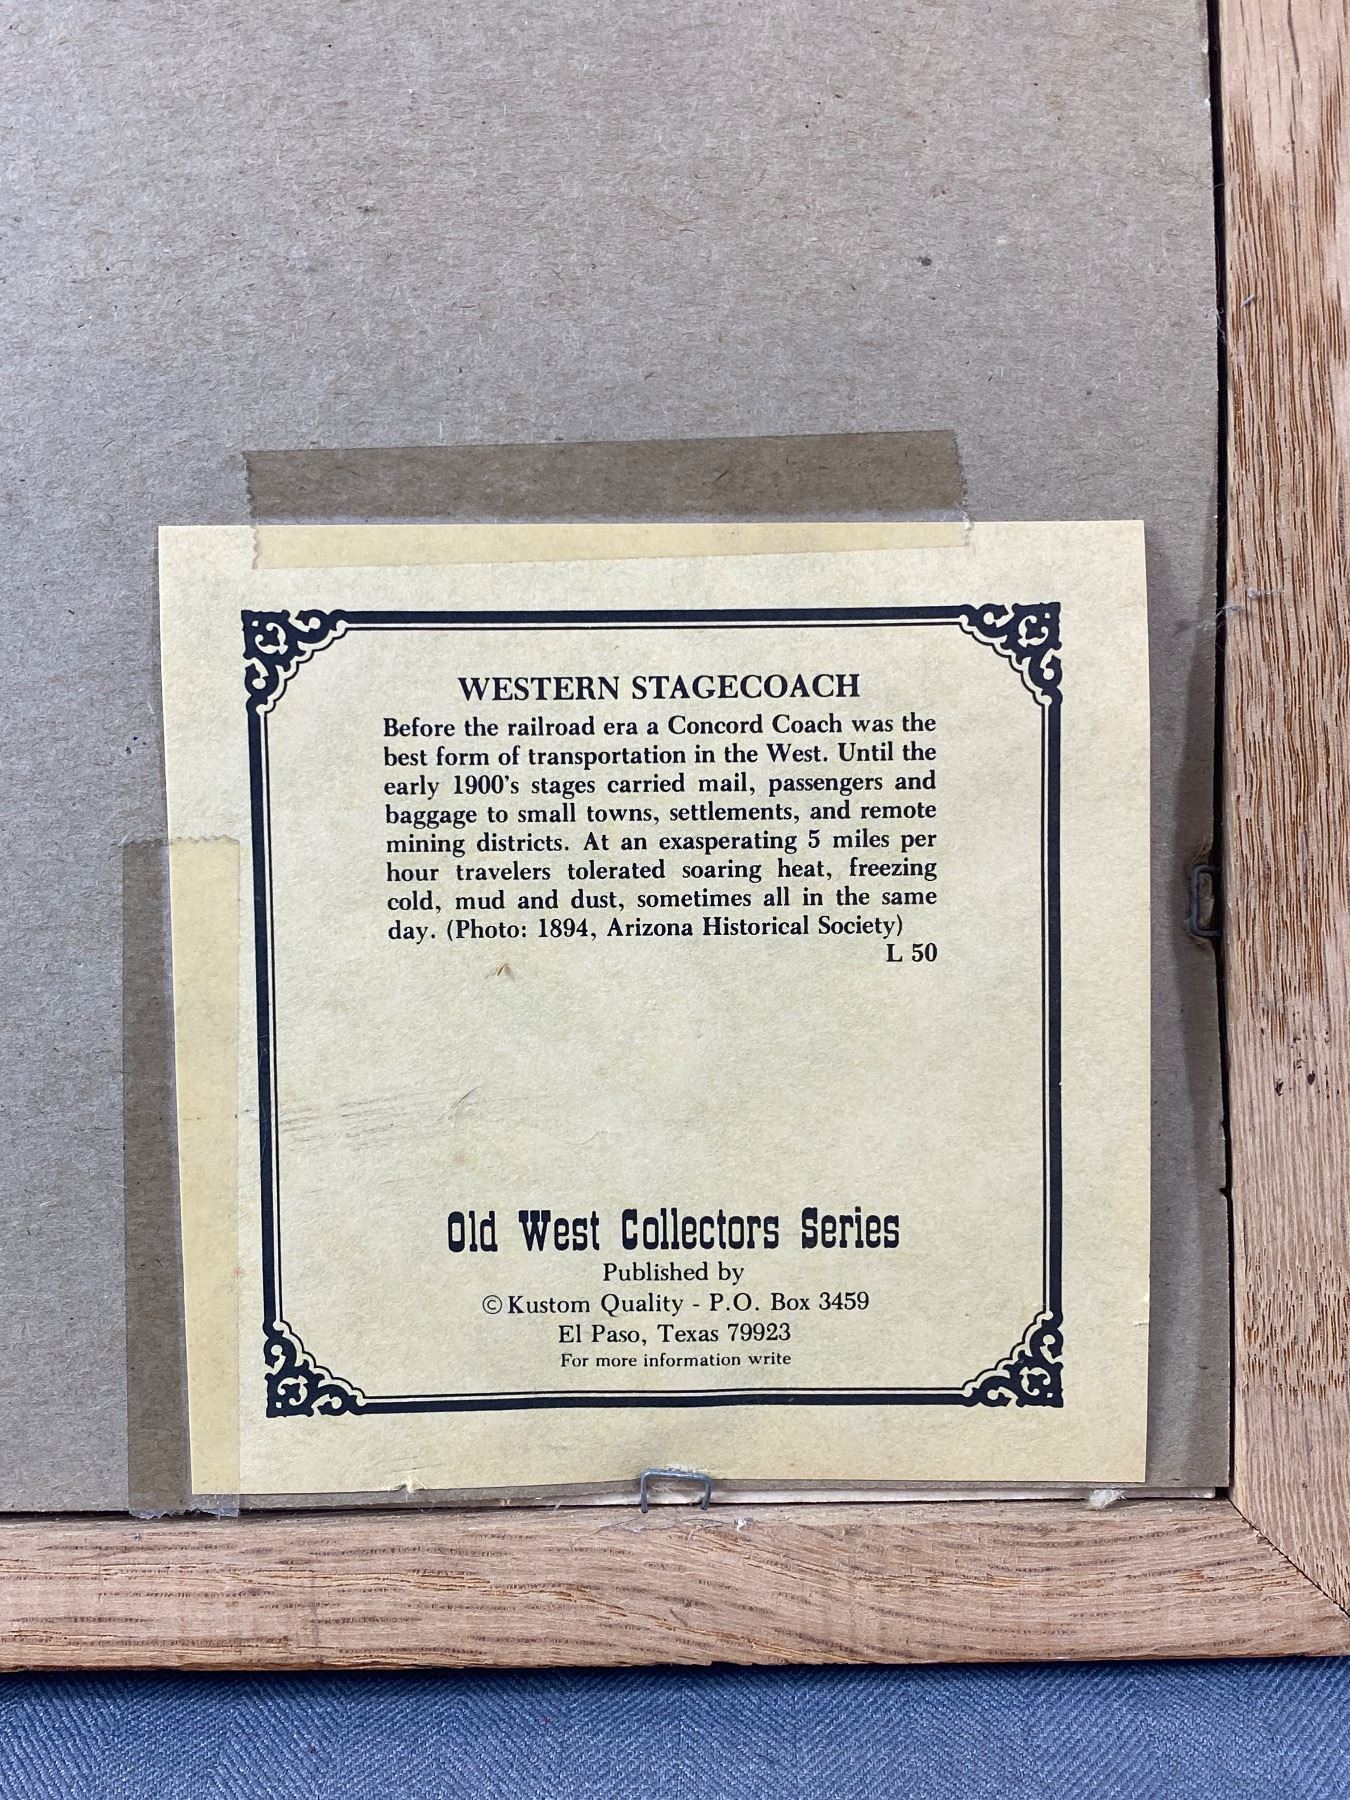 WESTERN STAGECOACH
Before the railroad era a Concord Coach was the
best form of transportation in the West. Until the
early 1900's stages carried mail, passengers and
baggage to small towns, settlements, and remote
mining districts. At an exasperating 5 miles per
hour travelers tolerated soaring heat, freezing
cold, mud and dust, sometimes all in the same
day. (Photo: 1894, Arizona Historical Society)
L 50
Old West Collectors Series
Published by
© Kustom Quality - P.O. Box 3459
El Paso, Texas 79923
For more information write